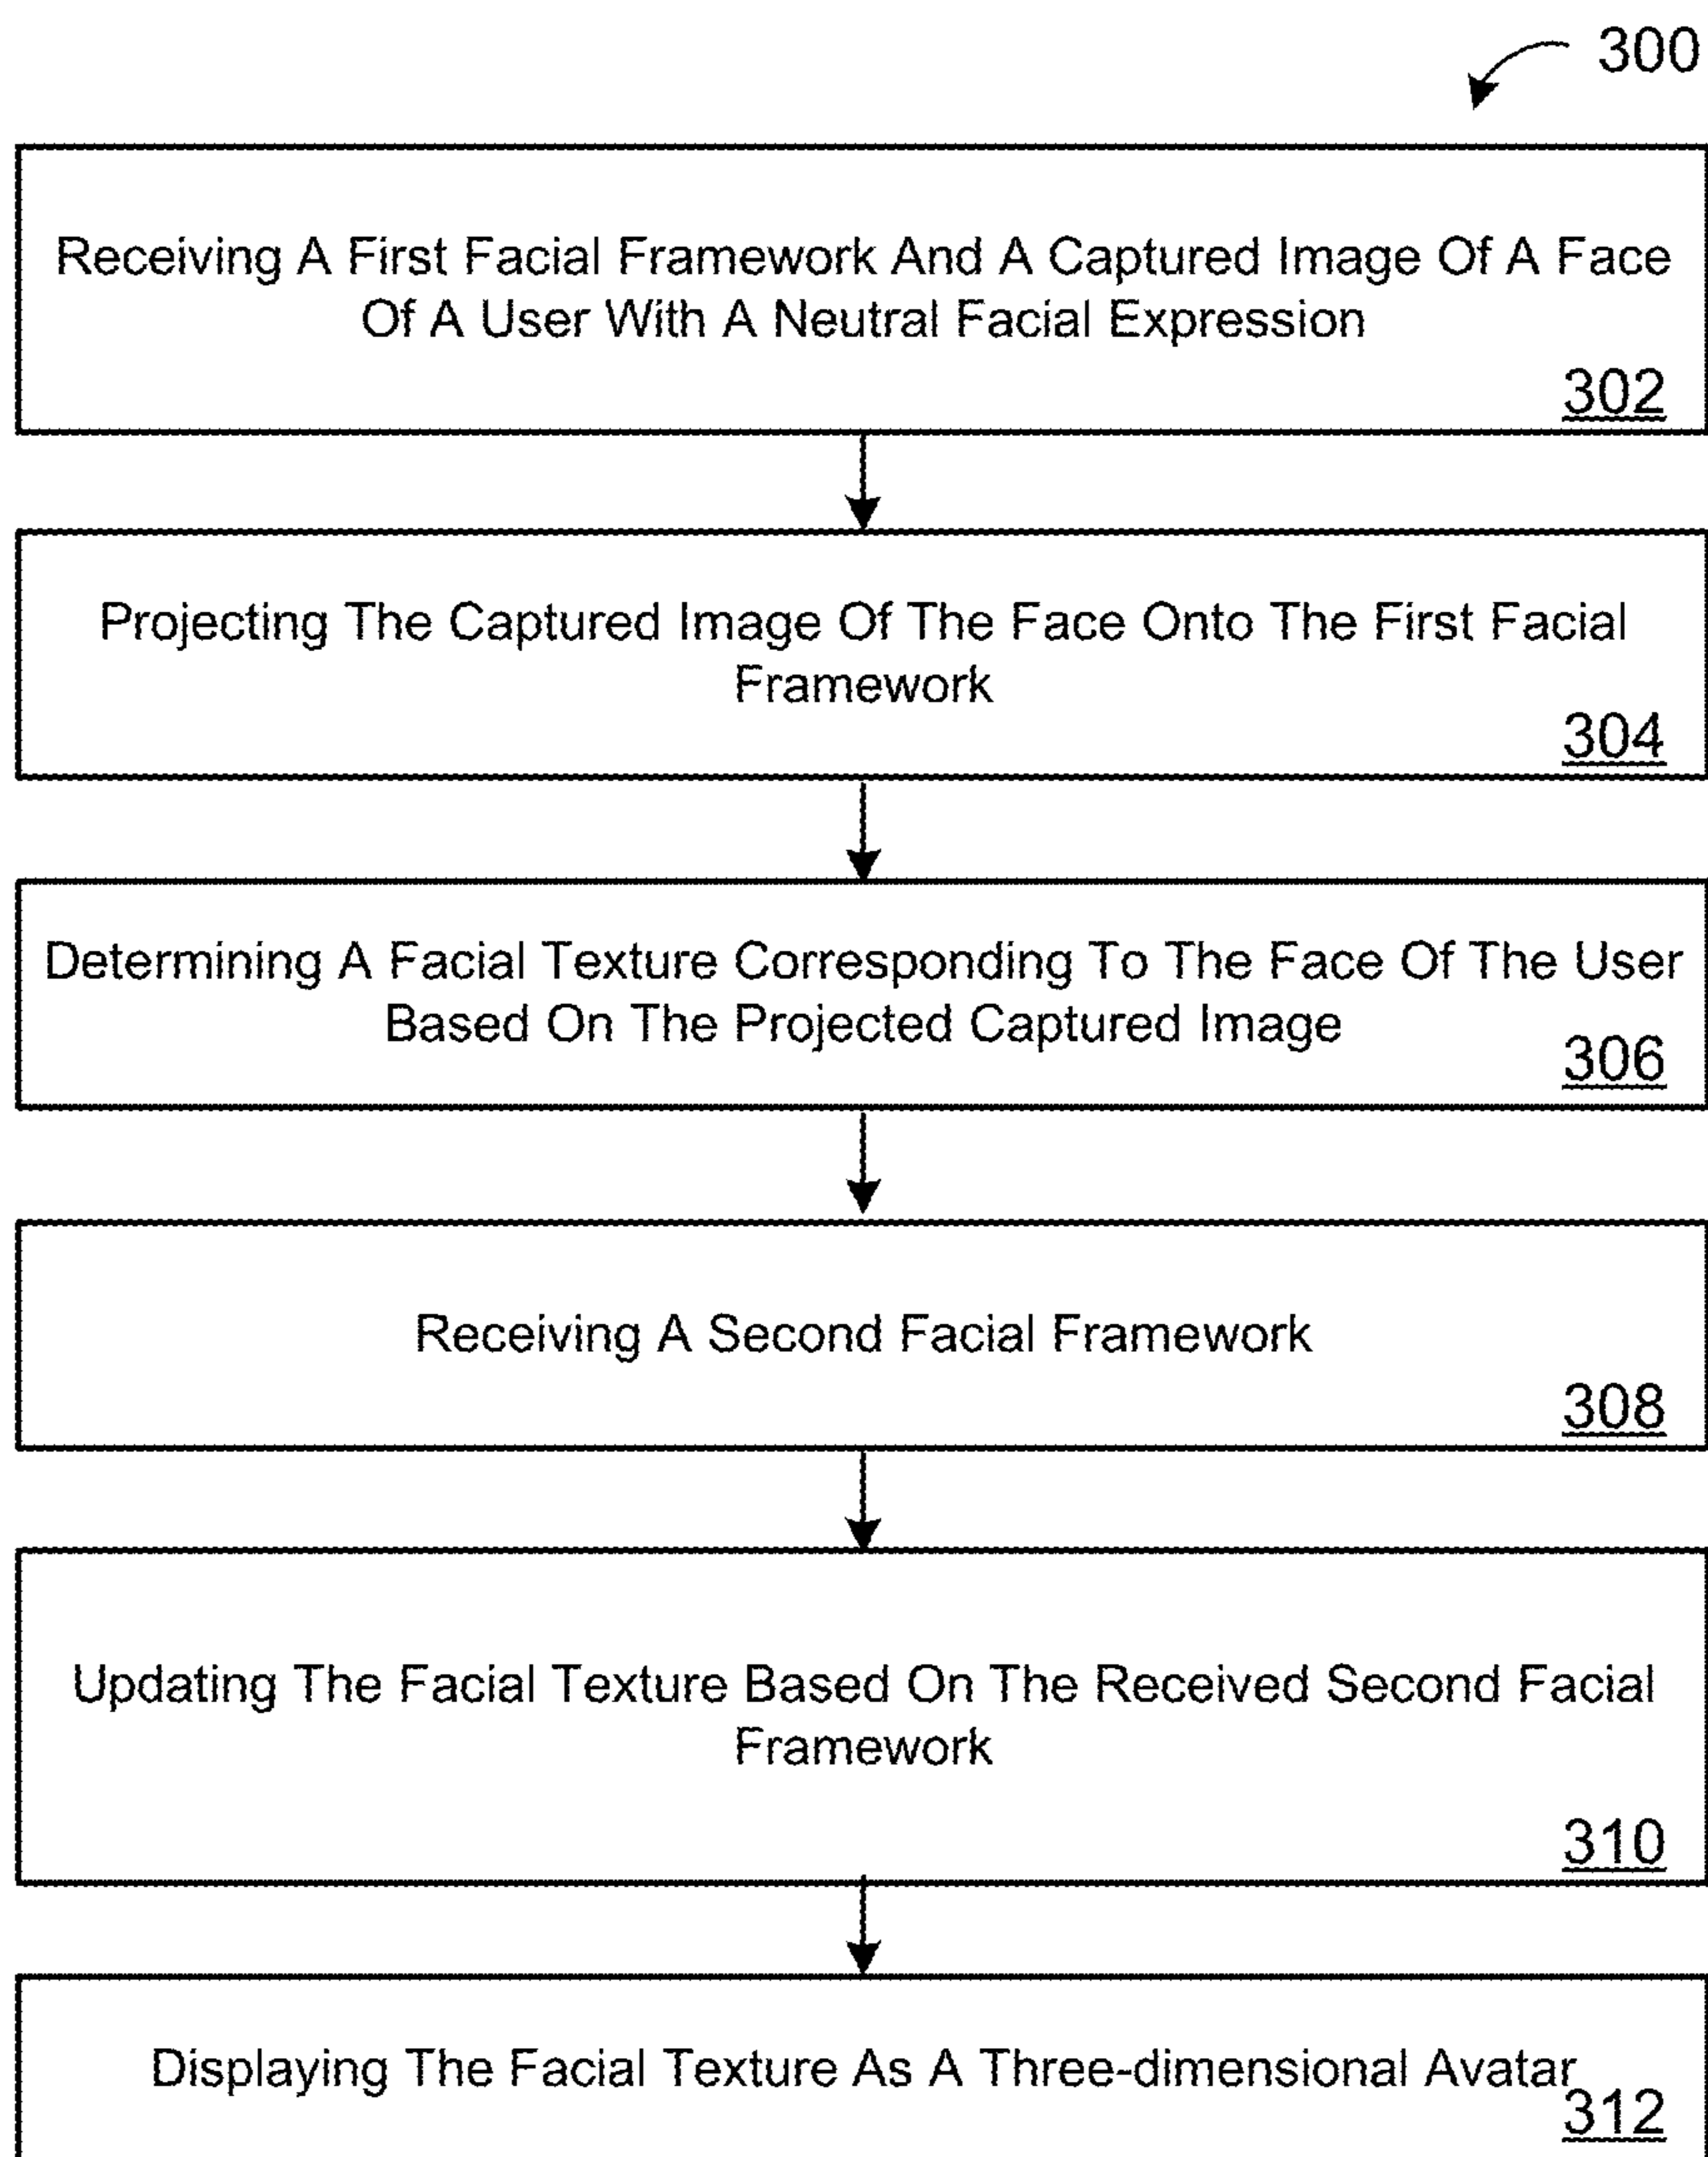 300
Receiving A First Facial Framework And A Captured Image Of A Face
Of A User With A Neutral Facial Expression
302
Projecting The Captured Image Of The Face Onto The First Facial
Framework
304
Determining A Facial Texture Corresponding To The Face Of The User
Based On The Projected Captured Image
306
Receiving A Second Facial Framework
308
Updating The Facial Texture Based On The Received Second Facial
Framework
310
Displaying The Facial Texture As A Three-dimensional Avatar
312